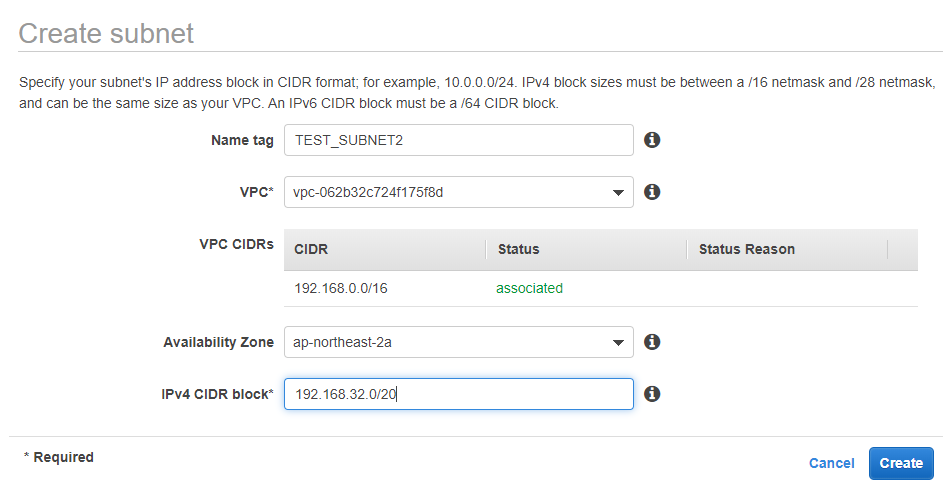 Create subnet
Specify your subnet's IP address block in CIDR format; for example, 10.0.0.0/24. IPv4 block sizes must be between a /16 netmask and /28 netmask,
and can be the same size as your VPC. An IPv6 CIDR block must be a /64 CIDR block.
Name tag TEST_SUBNET2
VPC* vpc-062b32c724f175f8d
VPC CIDRs CIDR Status Status Reason
192.168.0.0/16 associated
Availability Zone ap-northeast-2a
IPv4 CIDR block* 192.168.32.0/20
* Required
Cancel Create